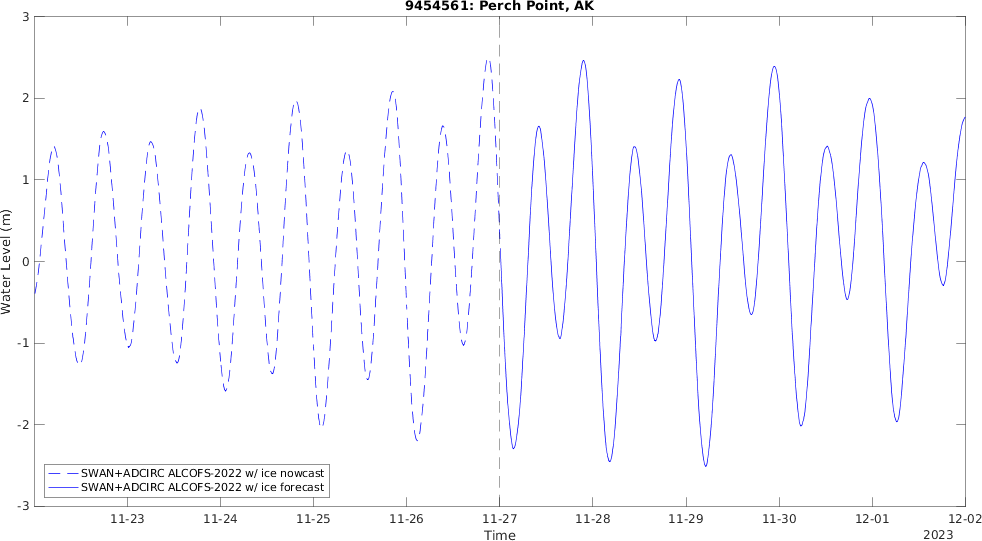 9454561: Perch Point, AK
Water Level (m)
3
2
1
0
-1
-2
-3
SWAN+ADCIRC ALCOFS-2022 w/ ice nowcast
SWAN+ADCIRC ALCOFS-2022 w/ ice forecast
11-23 11-24 11-25 11-26 11-27 11-28 11-29 11-30 12-01 12-02
Time
2023